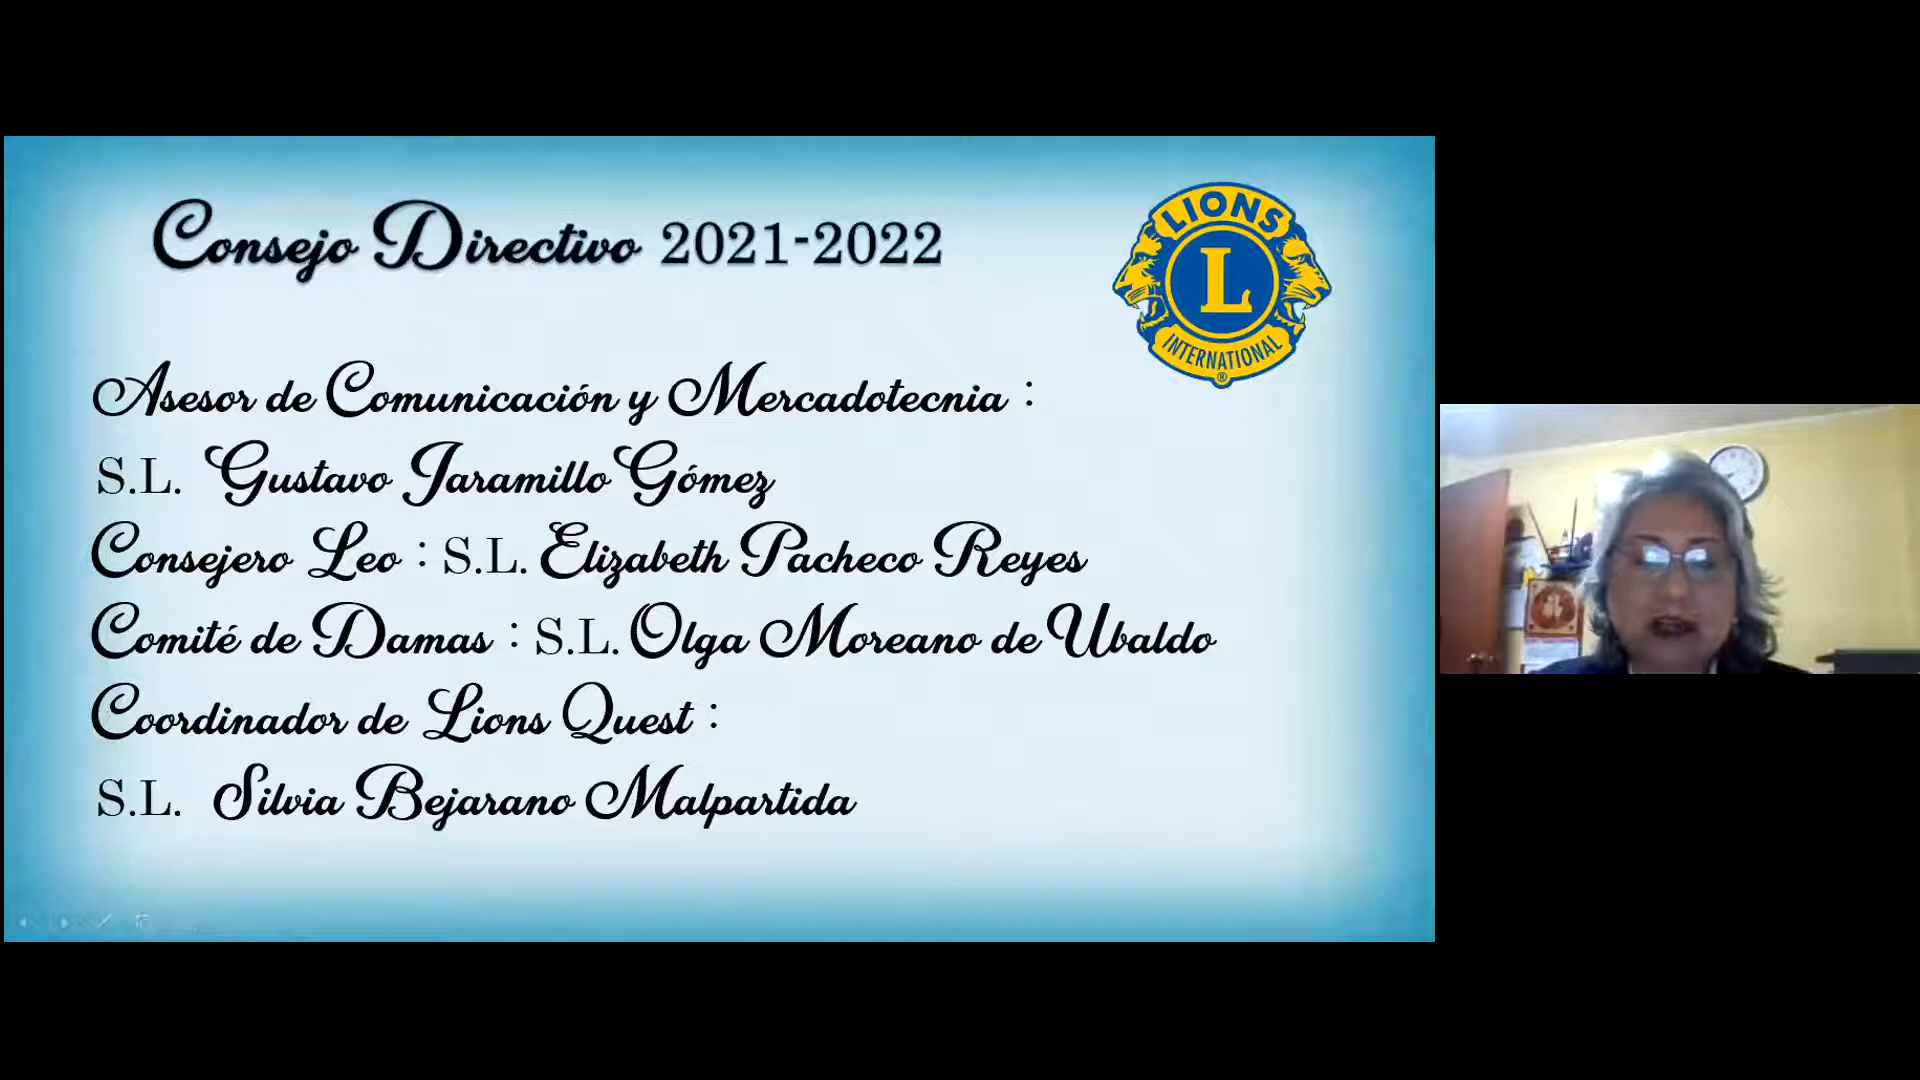 Consejo Directivo 2021-2022
LIONS
L
INTERNATIONAL
®
Asesor de Comunicación y Mercadotecnia :
S.L. Gustavo Jaramillo Gómez
Consejero Leo : S.L. Elizabeth Pacheco Reyes
Comité de Damas : S.L. Olga Moreano de Ubaldo
Coordinador de Lions Quest :
S.L. Silvia Bejarano Malpartida